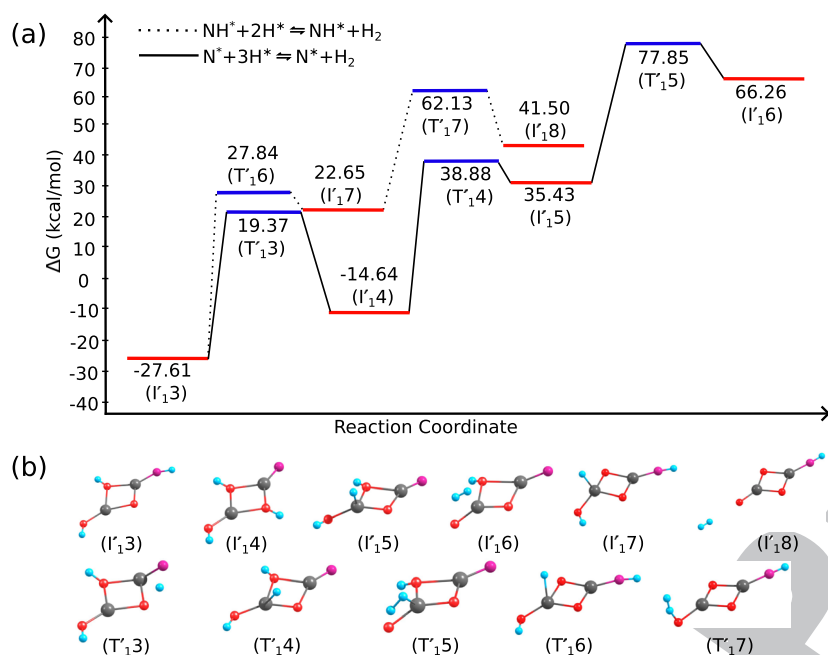 (a)
NH*+2H*⇋NH*+H₂
N*+3H*⇋N*+H₂
ΔG (kcal/mol)
80
70
60
50
40
30
20
10
0
-10
-20
-30
-40
-27.61
(I′₁3)
27.84
(T′₁6)
19.37
(T′₁3)
22.65
(I′₁7)
-14.64
(I′₁4)
62.13
(T′₁7)
38.88
(T′₁4)
41.50
(I′₁8)
35.43
(I′₁5)
77.85
(T′₁5)
66.26
(I′₁6)
Reaction Coordinate
(b)
(I′₁3) (I′₁4) (I′₁5) (I′₁6) (I′₁7) (I′₁8)
(T′₁3) (T′₁4) (T′₁5) (T′₁6) (T′₁7)